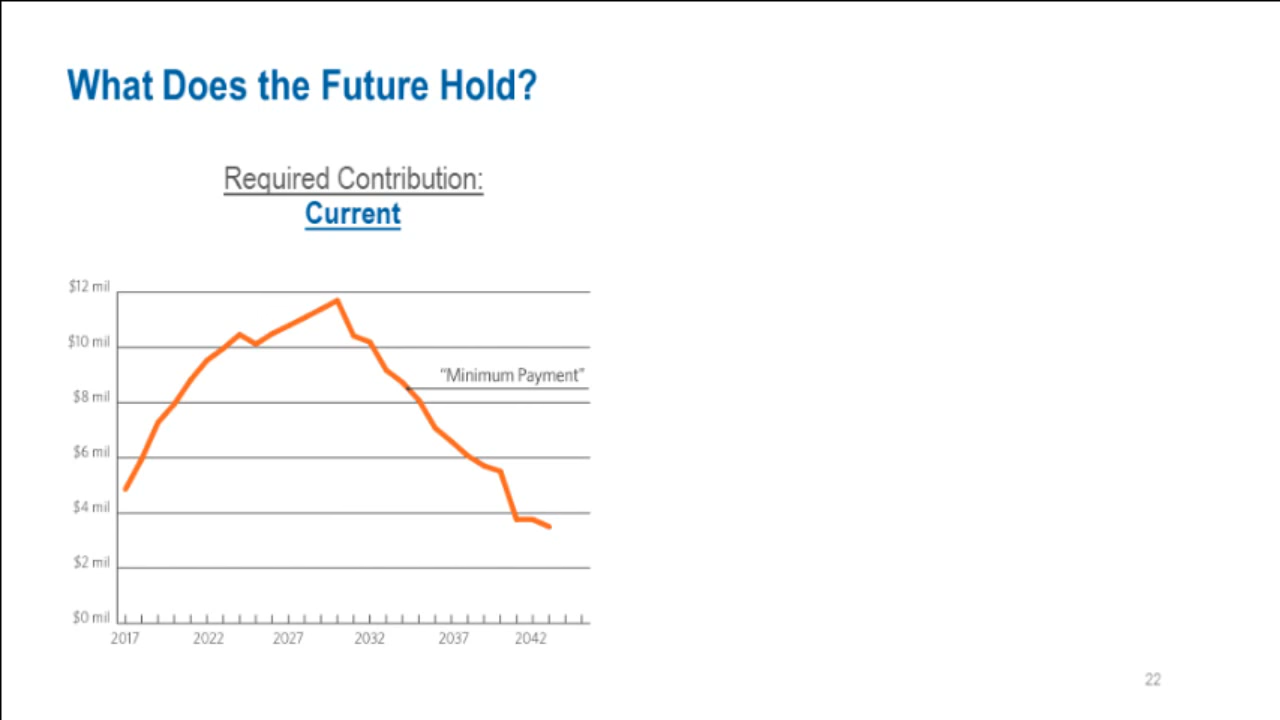 What Does the Future Hold?
Required Contribution:
Current
$12 mil
$10 mil
"Minimum Payment"
$8 mil
$6 mil
$4 mil
$2 mil
$0 mil
2017 2022 2027 2032 2037 2042
22